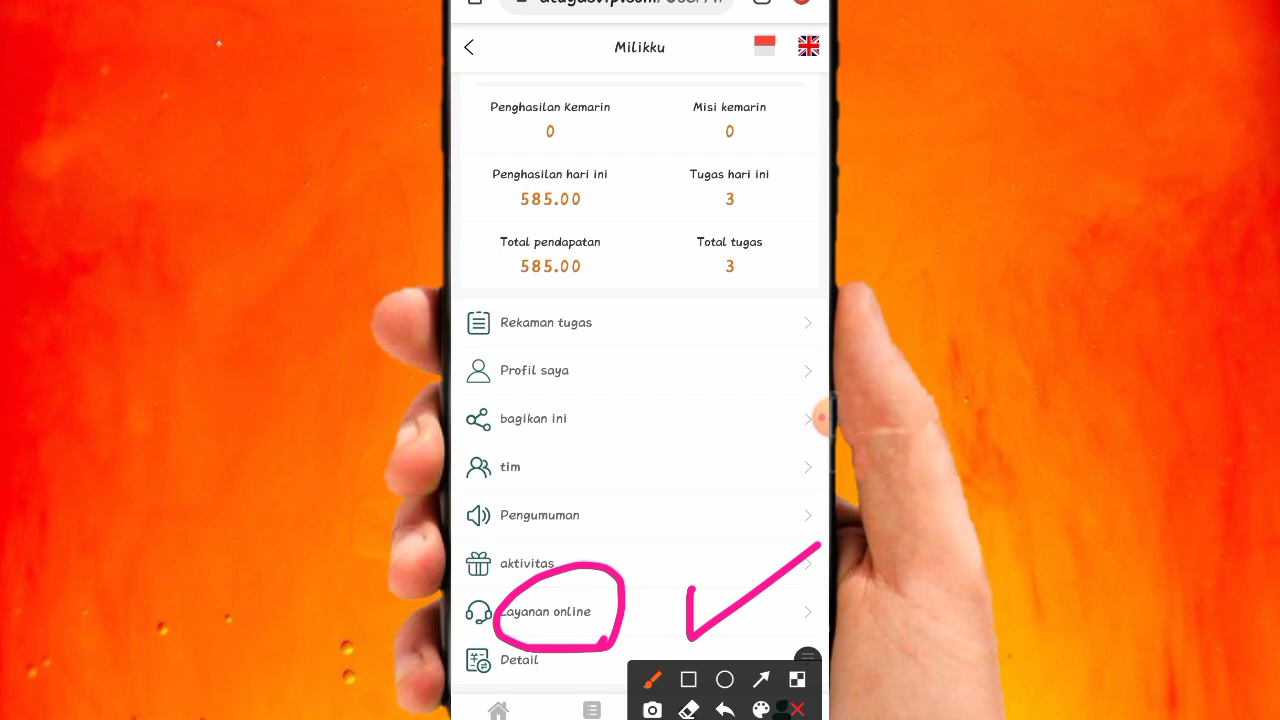 Milikku
Penghasilan Kemarin
Misi kemarin
0
0
Penghasilan hari ini
Tugas hari ini
585.00
3
Total pendapatan
Total tugas
585.00
3
Rekaman tugas
Profil saya
bagikan ini
tim
Pengumuman
aktivitas
Layanan online
Detail